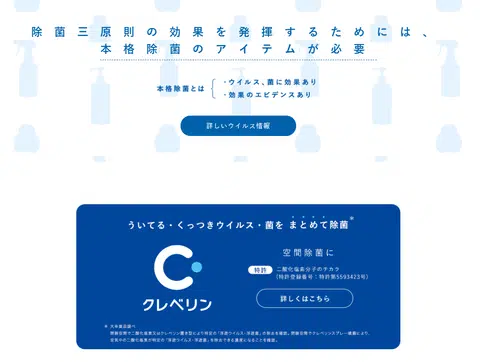 除菌三原則の効果を発揮するためには、
本格除菌のアイテムが必要
本格除菌とは
・ウイルス、菌に効果あり
・効果のエビデンスあり
詳しいウイルス情報
ういてる・くっつきウイルス・菌を まとめて除菌※
クレベリン
空間除菌に
特許
二酸化塩素分子のチカラ
（特許登録番号：特許第5593423号）
詳しくはこちら